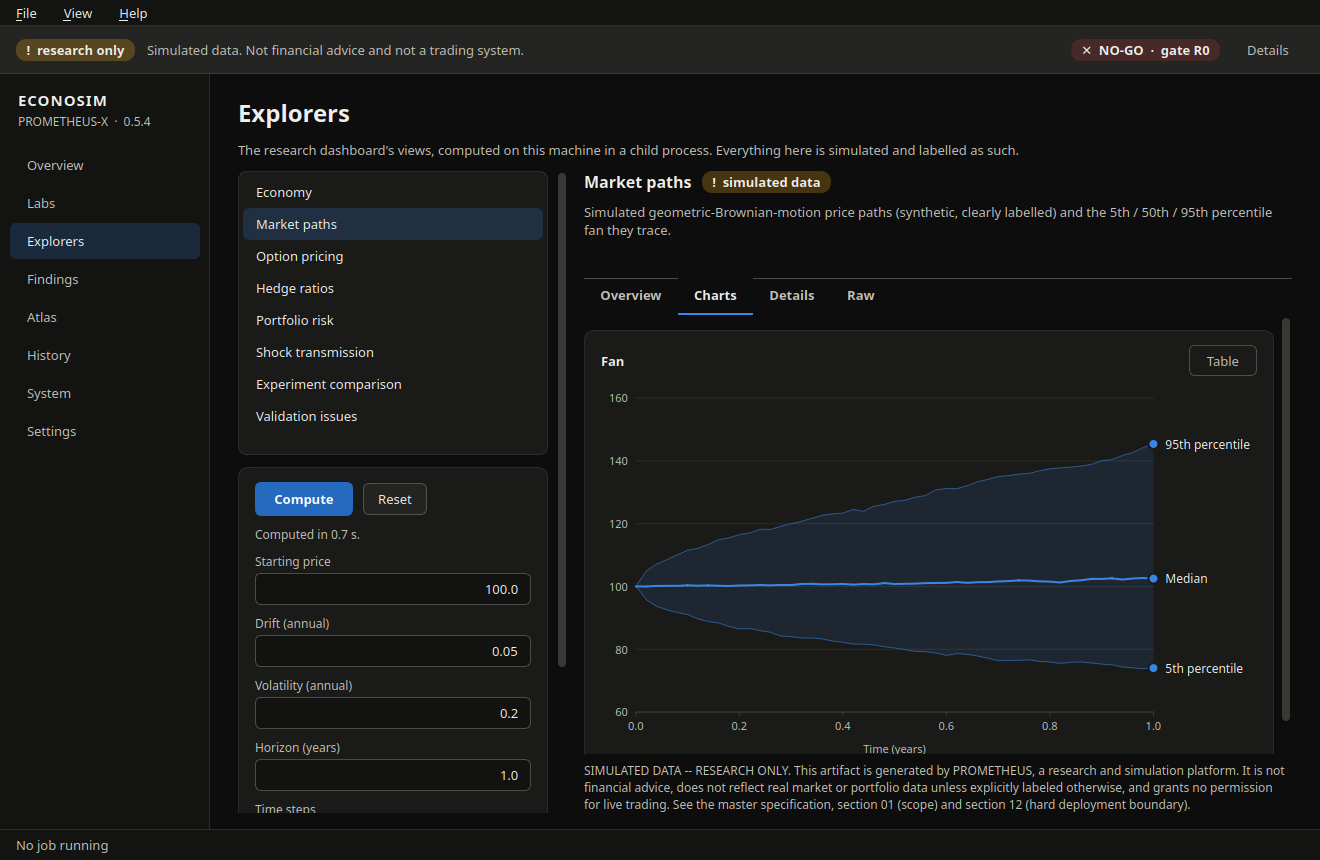 File View Help
! research only Simulated data. Not financial advice and not a trading system. × NO-GO · gate R0 Details
ECONOSIM
PROMETHEUS-X · 0.5.4
Overview
Labs
Explorers
Findings
Atlas
History
System
Settings
Explorers
The research dashboard's views, computed on this machine in a child process. Everything here is simulated and labelled as such.
Economy
Market paths
Option pricing
Hedge ratios
Portfolio risk
Shock transmission
Experiment comparison
Validation issues
Compute Reset
Computed in 0.7 s.
Starting price
100.0
Drift (annual)
0.05
Volatility (annual)
0.2
Horizon (years)
1.0
Time steps
Market paths ! simulated data
Simulated geometric-Brownian-motion price paths (synthetic, clearly labelled) and the 5th / 50th / 95th percentile
fan they trace.
Overview Charts Details Raw
Fan Table
160
140
120
100
80
60
95th percentile
Median
5th percentile
0.0 0.2 0.4 0.6 0.8 1.0
Time (years)
SIMULATED DATA -- RESEARCH ONLY. This artifact is generated by PROMETHEUS, a research and simulation platform. It is not
financial advice, does not reflect real market or portfolio data unless explicitly labeled otherwise, and grants no permission
for live trading. See the master specification, section 01 (scope) and section 12 (hard deployment boundary).
No job running